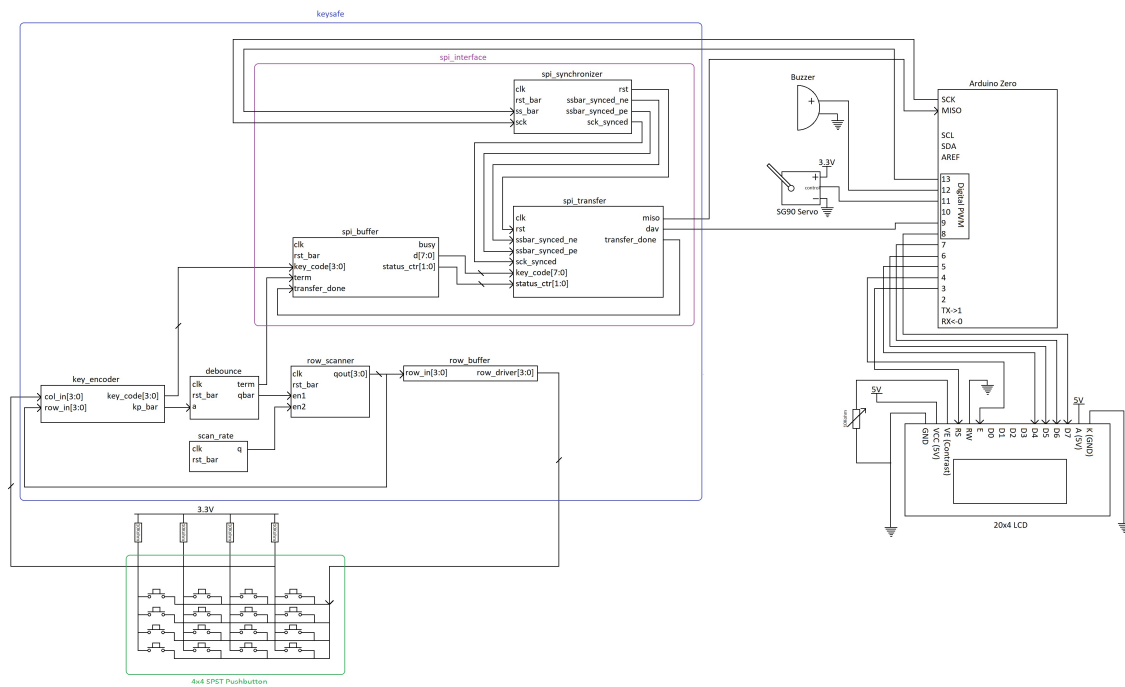 keysafe
spi_interface
spi_synchronizer
clk rst
rst_bar ssbar_synced_ne
ss_bar ssbar_synced_pe
sck sck_synced
Buzzer
+
Arduino Zero
SCK
MISO
SCL
SDA
AREF
13
12
11
10
9
8
7
6
5
4
3
2
TX->1
RX<-0
Digital PWM
3.3V
+
control
−
SG90 Servo
spi_transfer
clk miso
rst dav
ssbar_synced_ne transfer_done
ssbar_synced_pe
sck_synced
key_code[7:0]
status_ctr[1:0]
spi_buffer
clk busy
rst_bar d[7:0]
key_code[3:0] status_ctr[1:0]
term
transfer_done
key_encoder
col_in[3:0] key_code[3:0]
row_in[3:0] kp_bar
debounce
clk term
rst_bar qbar
a
row_scanner
clk qout[3:0]
rst_bar
en1
en2
row_buffer
row_in[3:0] row_driver[3:0]
scan_rate
clk q
rst_bar
3.3V
4x4 SPST Pushbutton
5V
5V
GND
VCC (5V)
VE (Contrast)
RS
RW
E
D0
D1
D2
D3
D4
D5
D6
D7
A (5V)
K (GND)
20x4 LCD